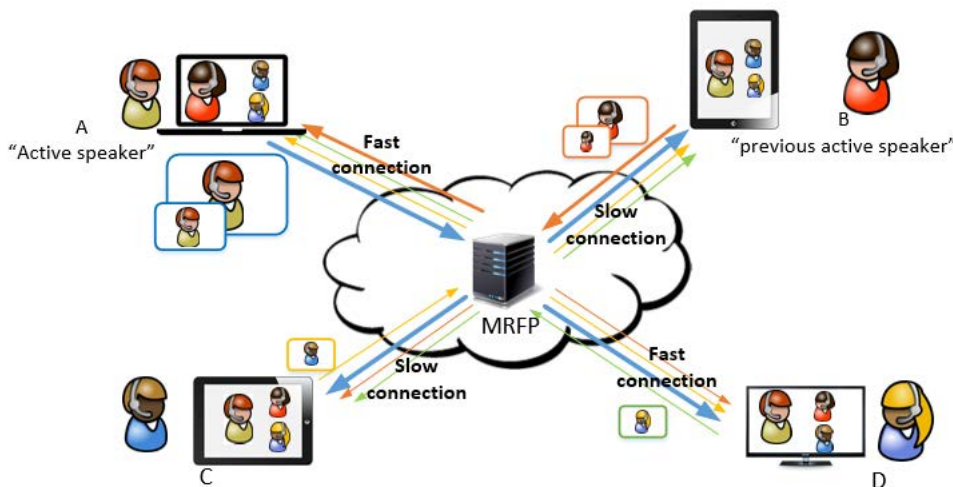 A
"Active speaker"
Fast
connection
B
"previous active speaker"
Slow
connection
MRFP
Slow
connection
Fast
connection
C
D